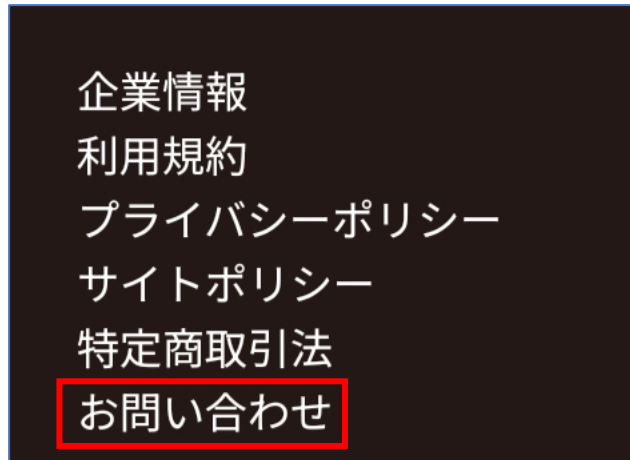 企業情報
利用規約
プライバシーポリシー
サイトポリシー
特定商取引法
お問い合わせ